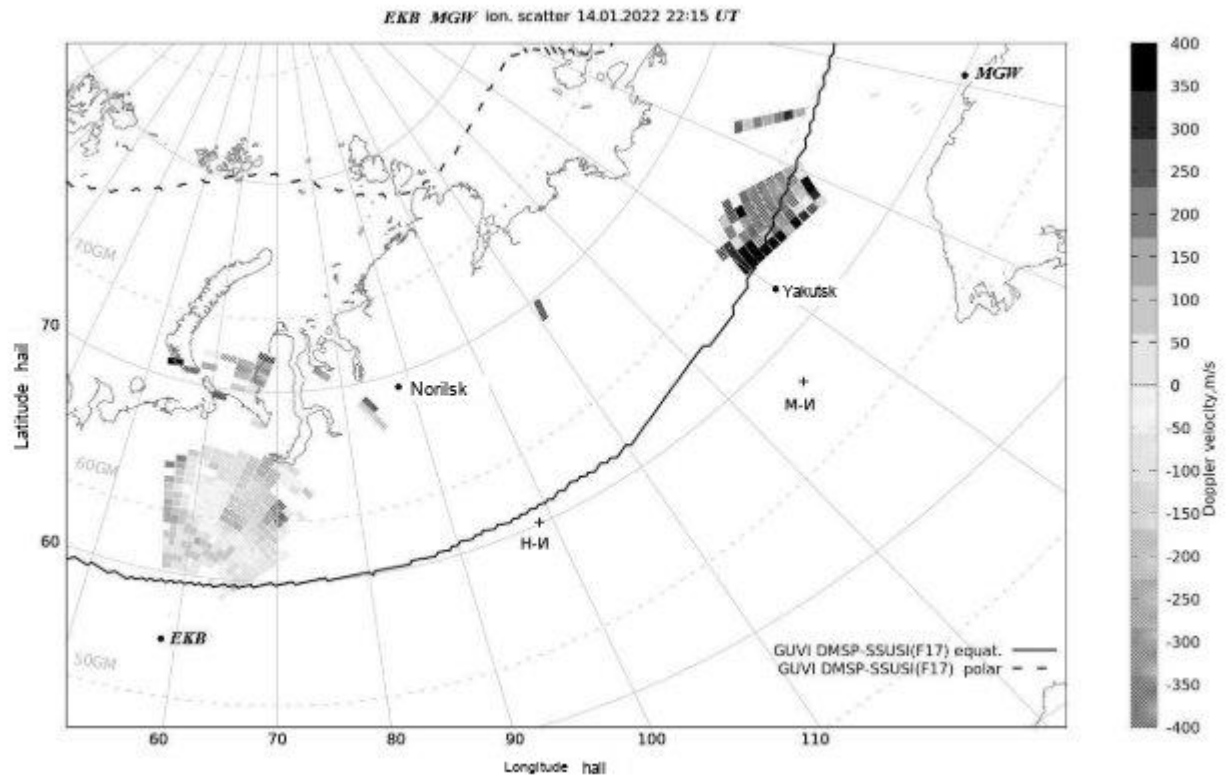 EKB MGW ion. scatter 14.01.2022 22:15 UT
400
MGW
350
300
250
70GM
200
150
100
Yakutsk
50
70
0
Norilsk
М-И
-50
60GM
-100
-150
60
Н-И
-200
-250
EKB
-300
50GM
GUVI DMSP-SSUSI(F17) equat.
GUVI DMSP-SSUSI(F17) polar
-350
-400
60 70 80 90 100 110
Longitude hail
Latitude hail
Doppler velocity,m/s